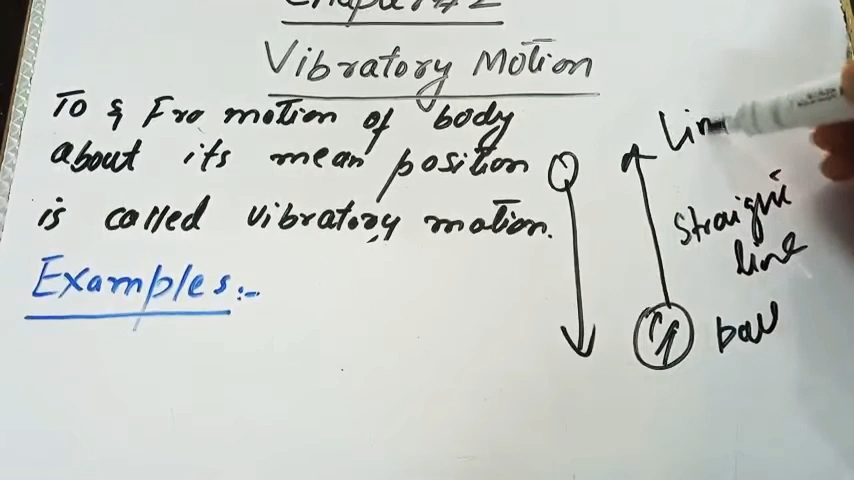 Vibratory Motion
To & Fro motion of body
about its mean position
is called vibratory motion.
Examples:-
Straight
line
ball